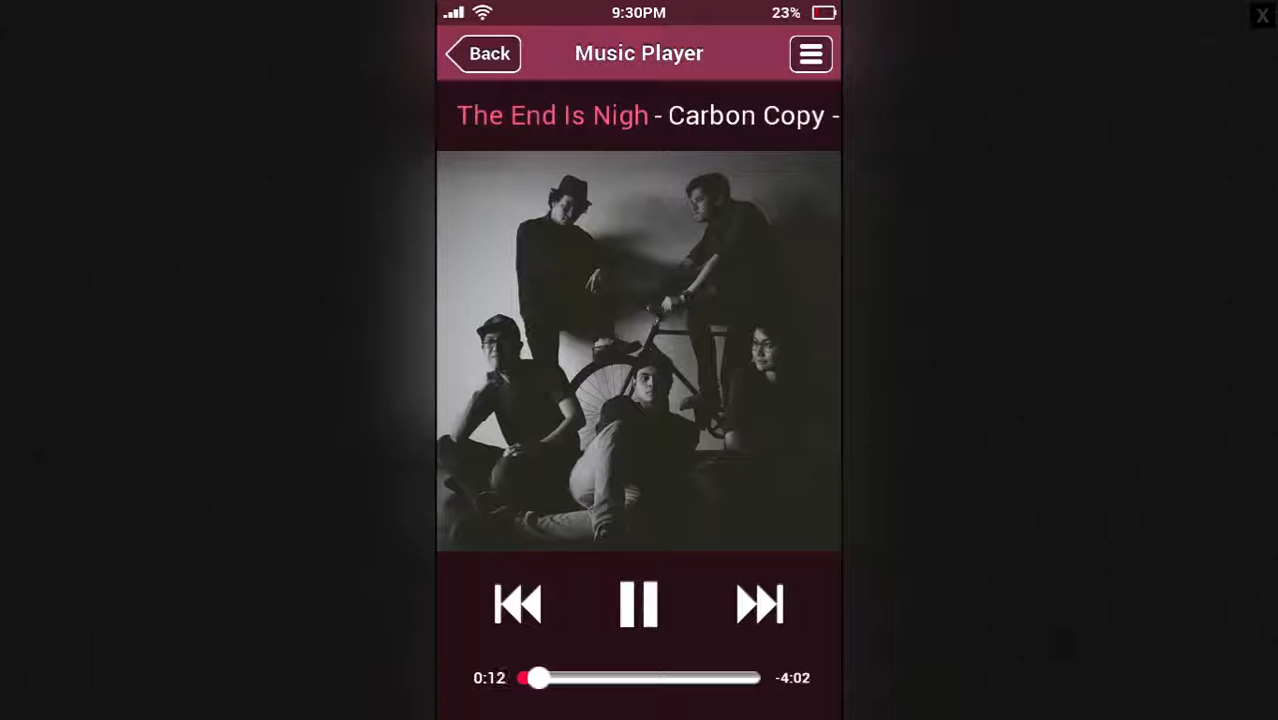 9:30PM 23%
X
Back Music Player
The End Is Nigh - Carbon Copy -
0:12 -4:02